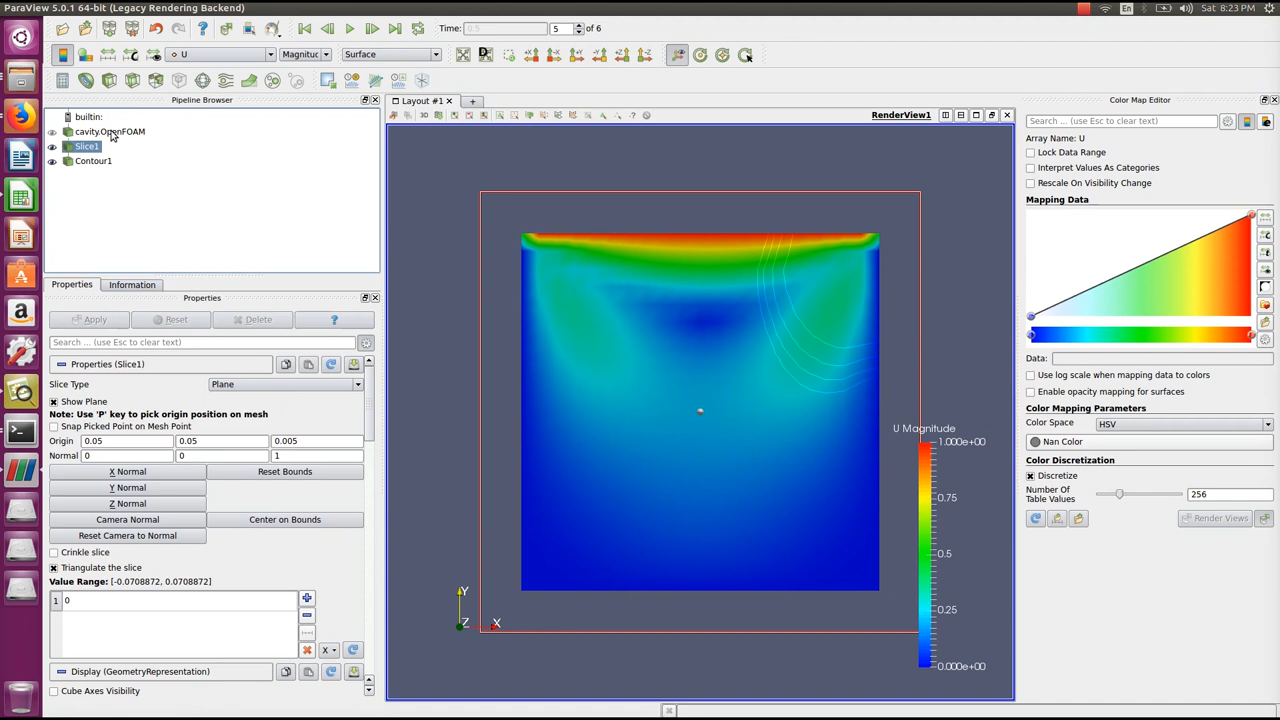 ParaView 5.0.1 64-bit (Legacy Rendering Backend)
En
Sat 8:23 PM
Time: 0.5
5
of 6
U
Magnituc
Surface
Pipeline Browser
builtin:
cavity.OpenFOAM
Slice1
Contour1
Properties
Information
Properties
Apply
Reset
Delete
?
Search ... (use Esc to clear text)
Properties (Slice1)
Slice Type
Plane
Show Plane
Note: Use 'P' key to pick origin position on mesh
Snap Picked Point on Mesh Point
Origin 0.05 0.05 0.005
Normal 0 0 1
X Normal
Reset Bounds
Y Normal
Z Normal
Camera Normal
Center on Bounds
Reset Camera to Normal
Crinkle slice
Triangulate the slice
Value Range: [-0.0708872, 0.0708872]
1 0
X
Display (GeometryRepresentation)
Cube Axes Visibility
Layout #1
3D
RenderView1
U Magnitude
1.000e+00
0.75
0.5
0.25
0.000e+00
Y
Z
X
Color Map Editor
Search ... (use Esc to clear text)
Array Name: U
Lock Data Range
Interpret Values As Categories
Rescale On Visibility Change
Mapping Data
Data:
Use log scale when mapping data to colors
Enable opacity mapping for surfaces
Color Mapping Parameters
Color Space
HSV
Nan Color
Color Discretization
Discretize
Number Of
Table Values
256
Render Views